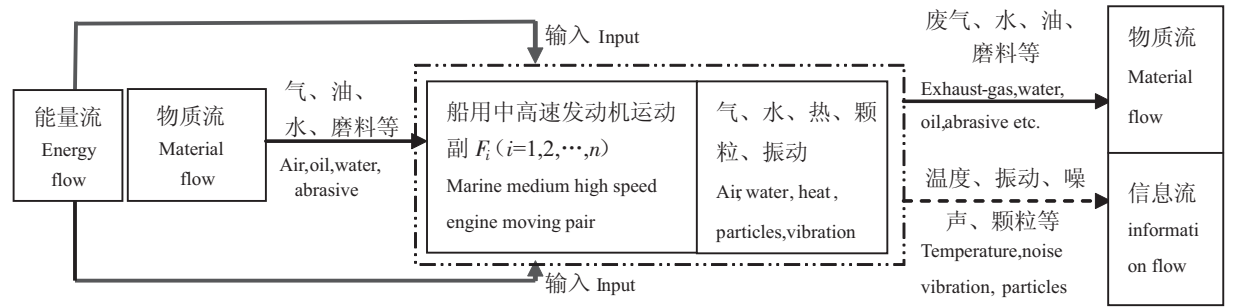 输入 Input
能量流
Energy
flow
物质流
Material
flow
气、油、
水、磨料等
Air,oil,water,
abrasive
船用中高速发动机运动
副 Fi（i=1,2,⋯,n）
Marine medium high speed
engine moving pair
气、水、热、颗
粒、振动
Air, water, heat ,
particles,vibration
输入 Input
废气、水、油、
磨料等
Exhaust-gas,water,
oil,abrasive etc.
温度、振动、噪
声、颗粒等
Temperature,noise
vibration, particles
物质流
Material
flow
信息流
informati
on flow